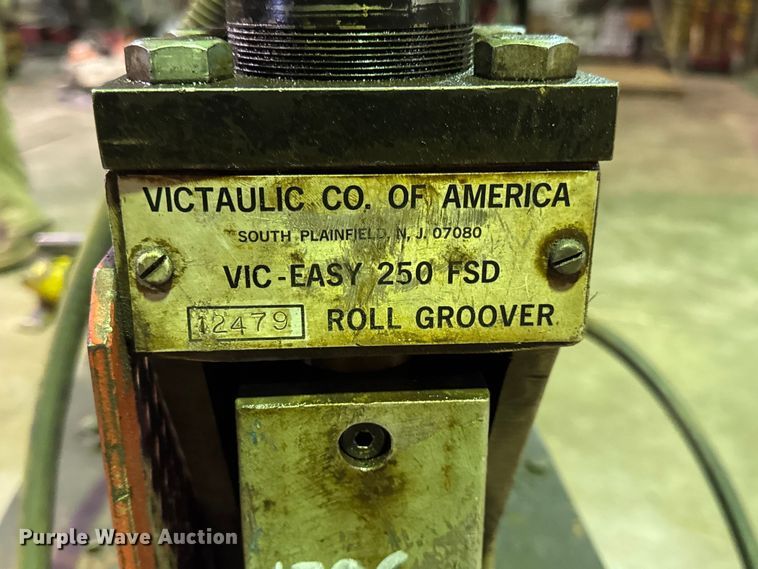 VICTAULIC CO. OF AMERICA
SOUTH PLAINFIELD, N. J. 07080
VIC-EASY 250 FSD
12479 ROLL GROOVER
Purple Wave Auction